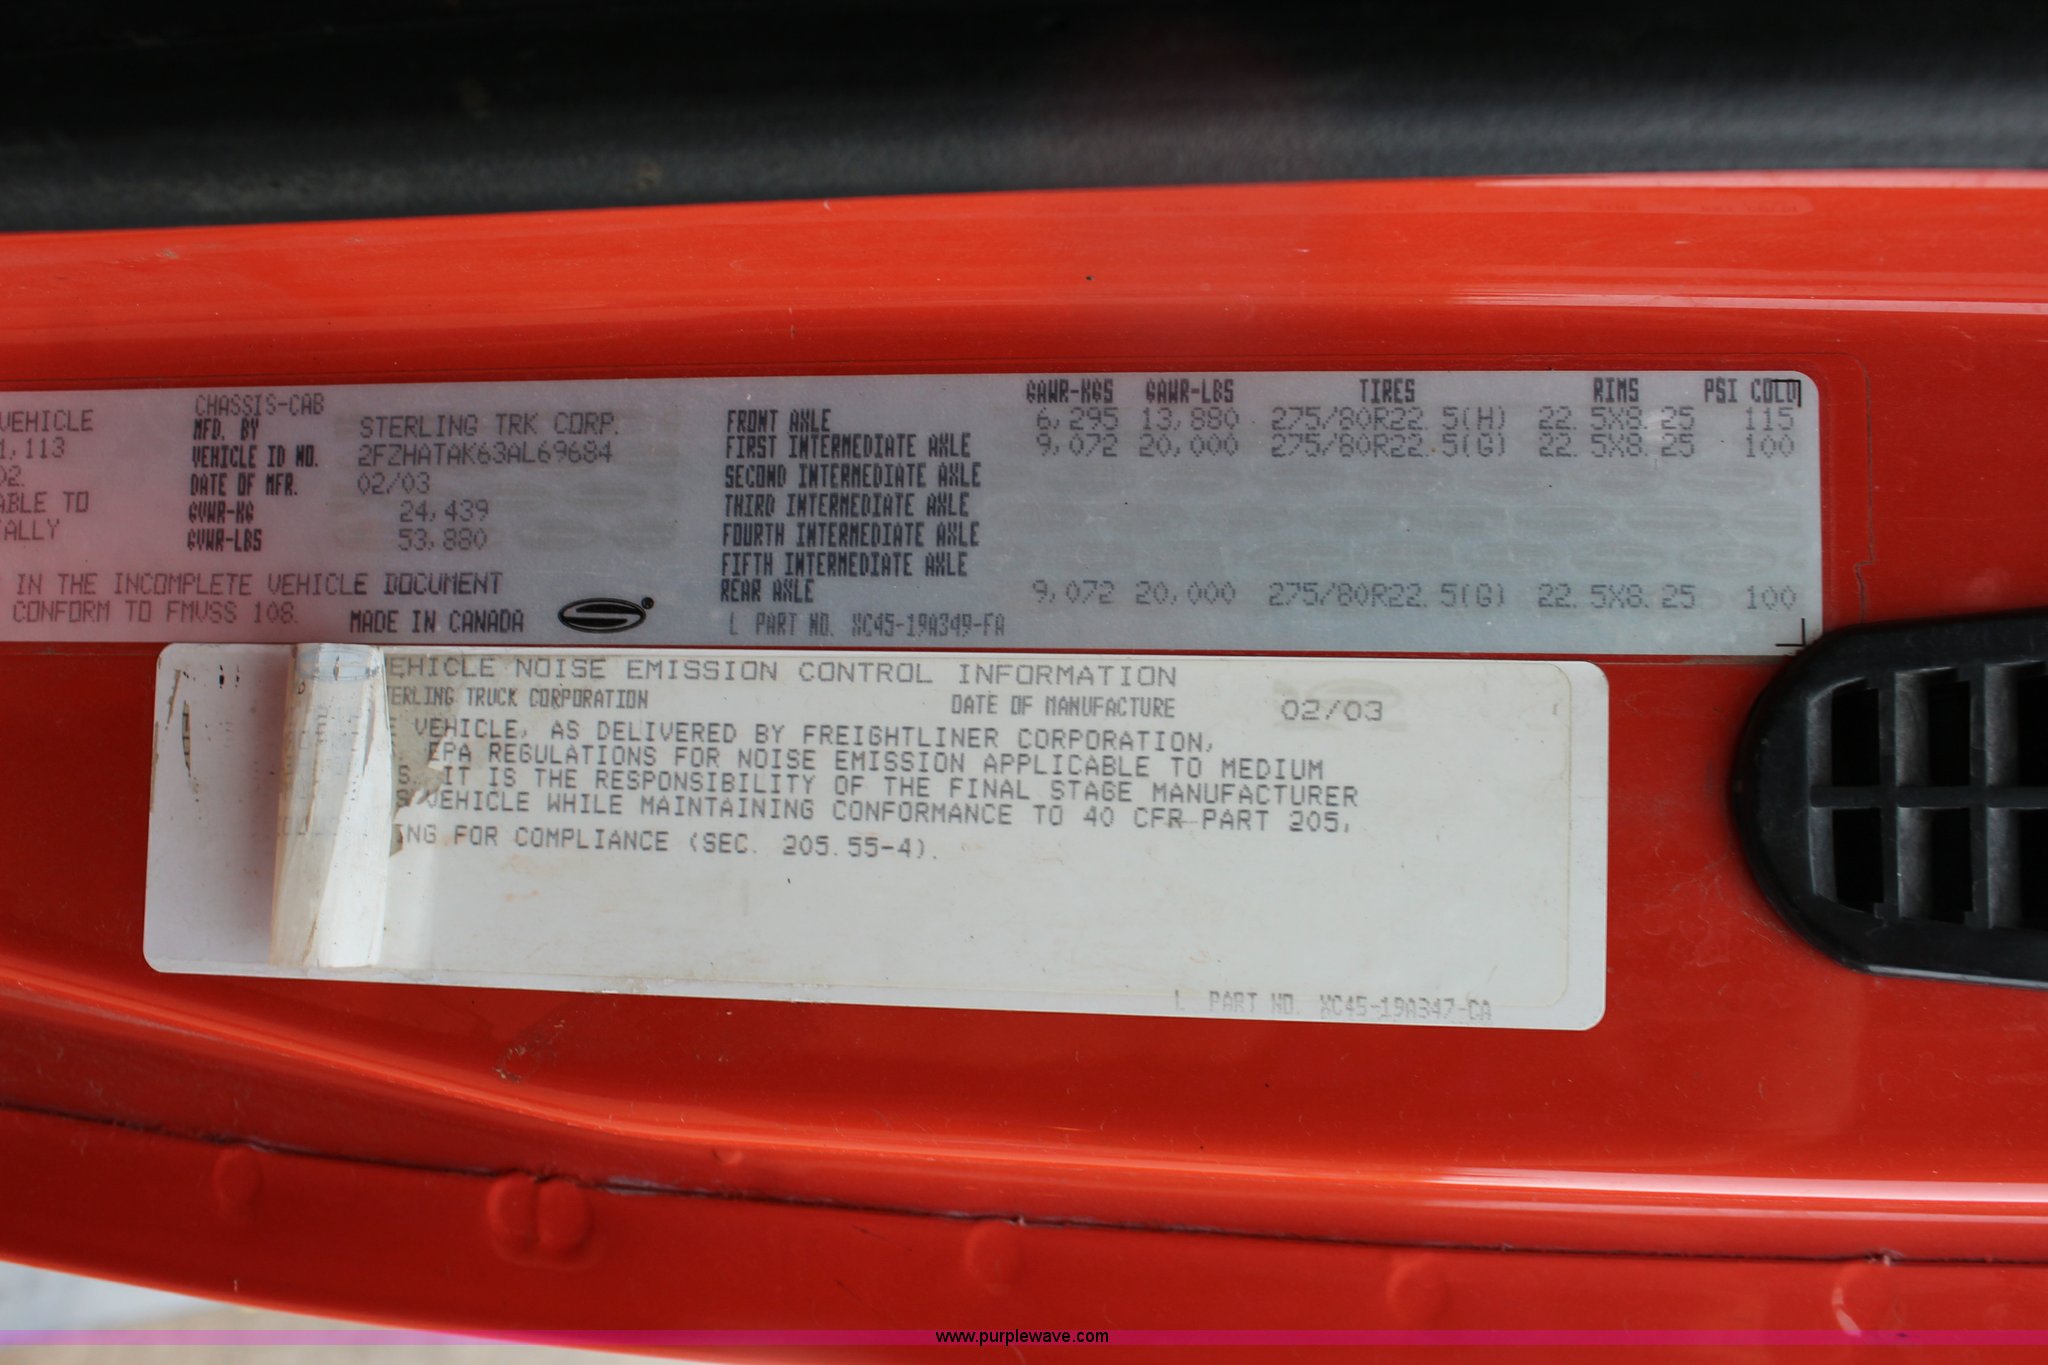 VEHICLE
1,113
02.
ABLE TO
ALLY
IN THE INCOMPLETE VEHICLE DOCUMENT
CONFORM TO FMVSS 108.
CHASSIS-CAB
MFD. BY STERLING TRK CORP.
VEHICLE ID NO. 2FZHATAK63AL69684
DATE OF MFR. 02/03
GVWR-KG 24,439
GVWR-LBS 53,880
MADE IN CANADA
GAWR-KGS GAWR-LBS TIRES RIMS PSI COLD
FRONT AXLE 6,295 13,880 275/80R22.5(H) 22.5X8.25 115
FIRST INTERMEDIATE AXLE 9,072 20,000 275/80R22.5(G) 22.5X8.25 100
SECOND INTERMEDIATE AXLE
THIRD INTERMEDIATE AXLE
FOURTH INTERMEDIATE AXLE
FIFTH INTERMEDIATE AXLE
REAR AXLE 9,072 20,000 275/80R22.5(G) 22.5X8.25 100
L PART NO. XC45-19A349-FA
EHICLE NOISE EMISSION CONTROL INFORMATION
TERLING TRUCK CORPORATION DATE OF MANUFACTURE 02/03
E VEHICLE, AS DELIVERED BY FREIGHTLINER CORPORATION,
. EPA REGULATIONS FOR NOISE EMISSION APPLICABLE TO MEDIUM
S. IT IS THE RESPONSIBILITY OF THE FINAL STAGE MANUFACTURER
S VEHICLE WHILE MAINTAINING CONFORMANCE TO 40 CFR PART 205,
ING FOR COMPLIANCE (SEC. 205.55-4).
L PART NO. XC45-19A347-CA
www.purplewave.com